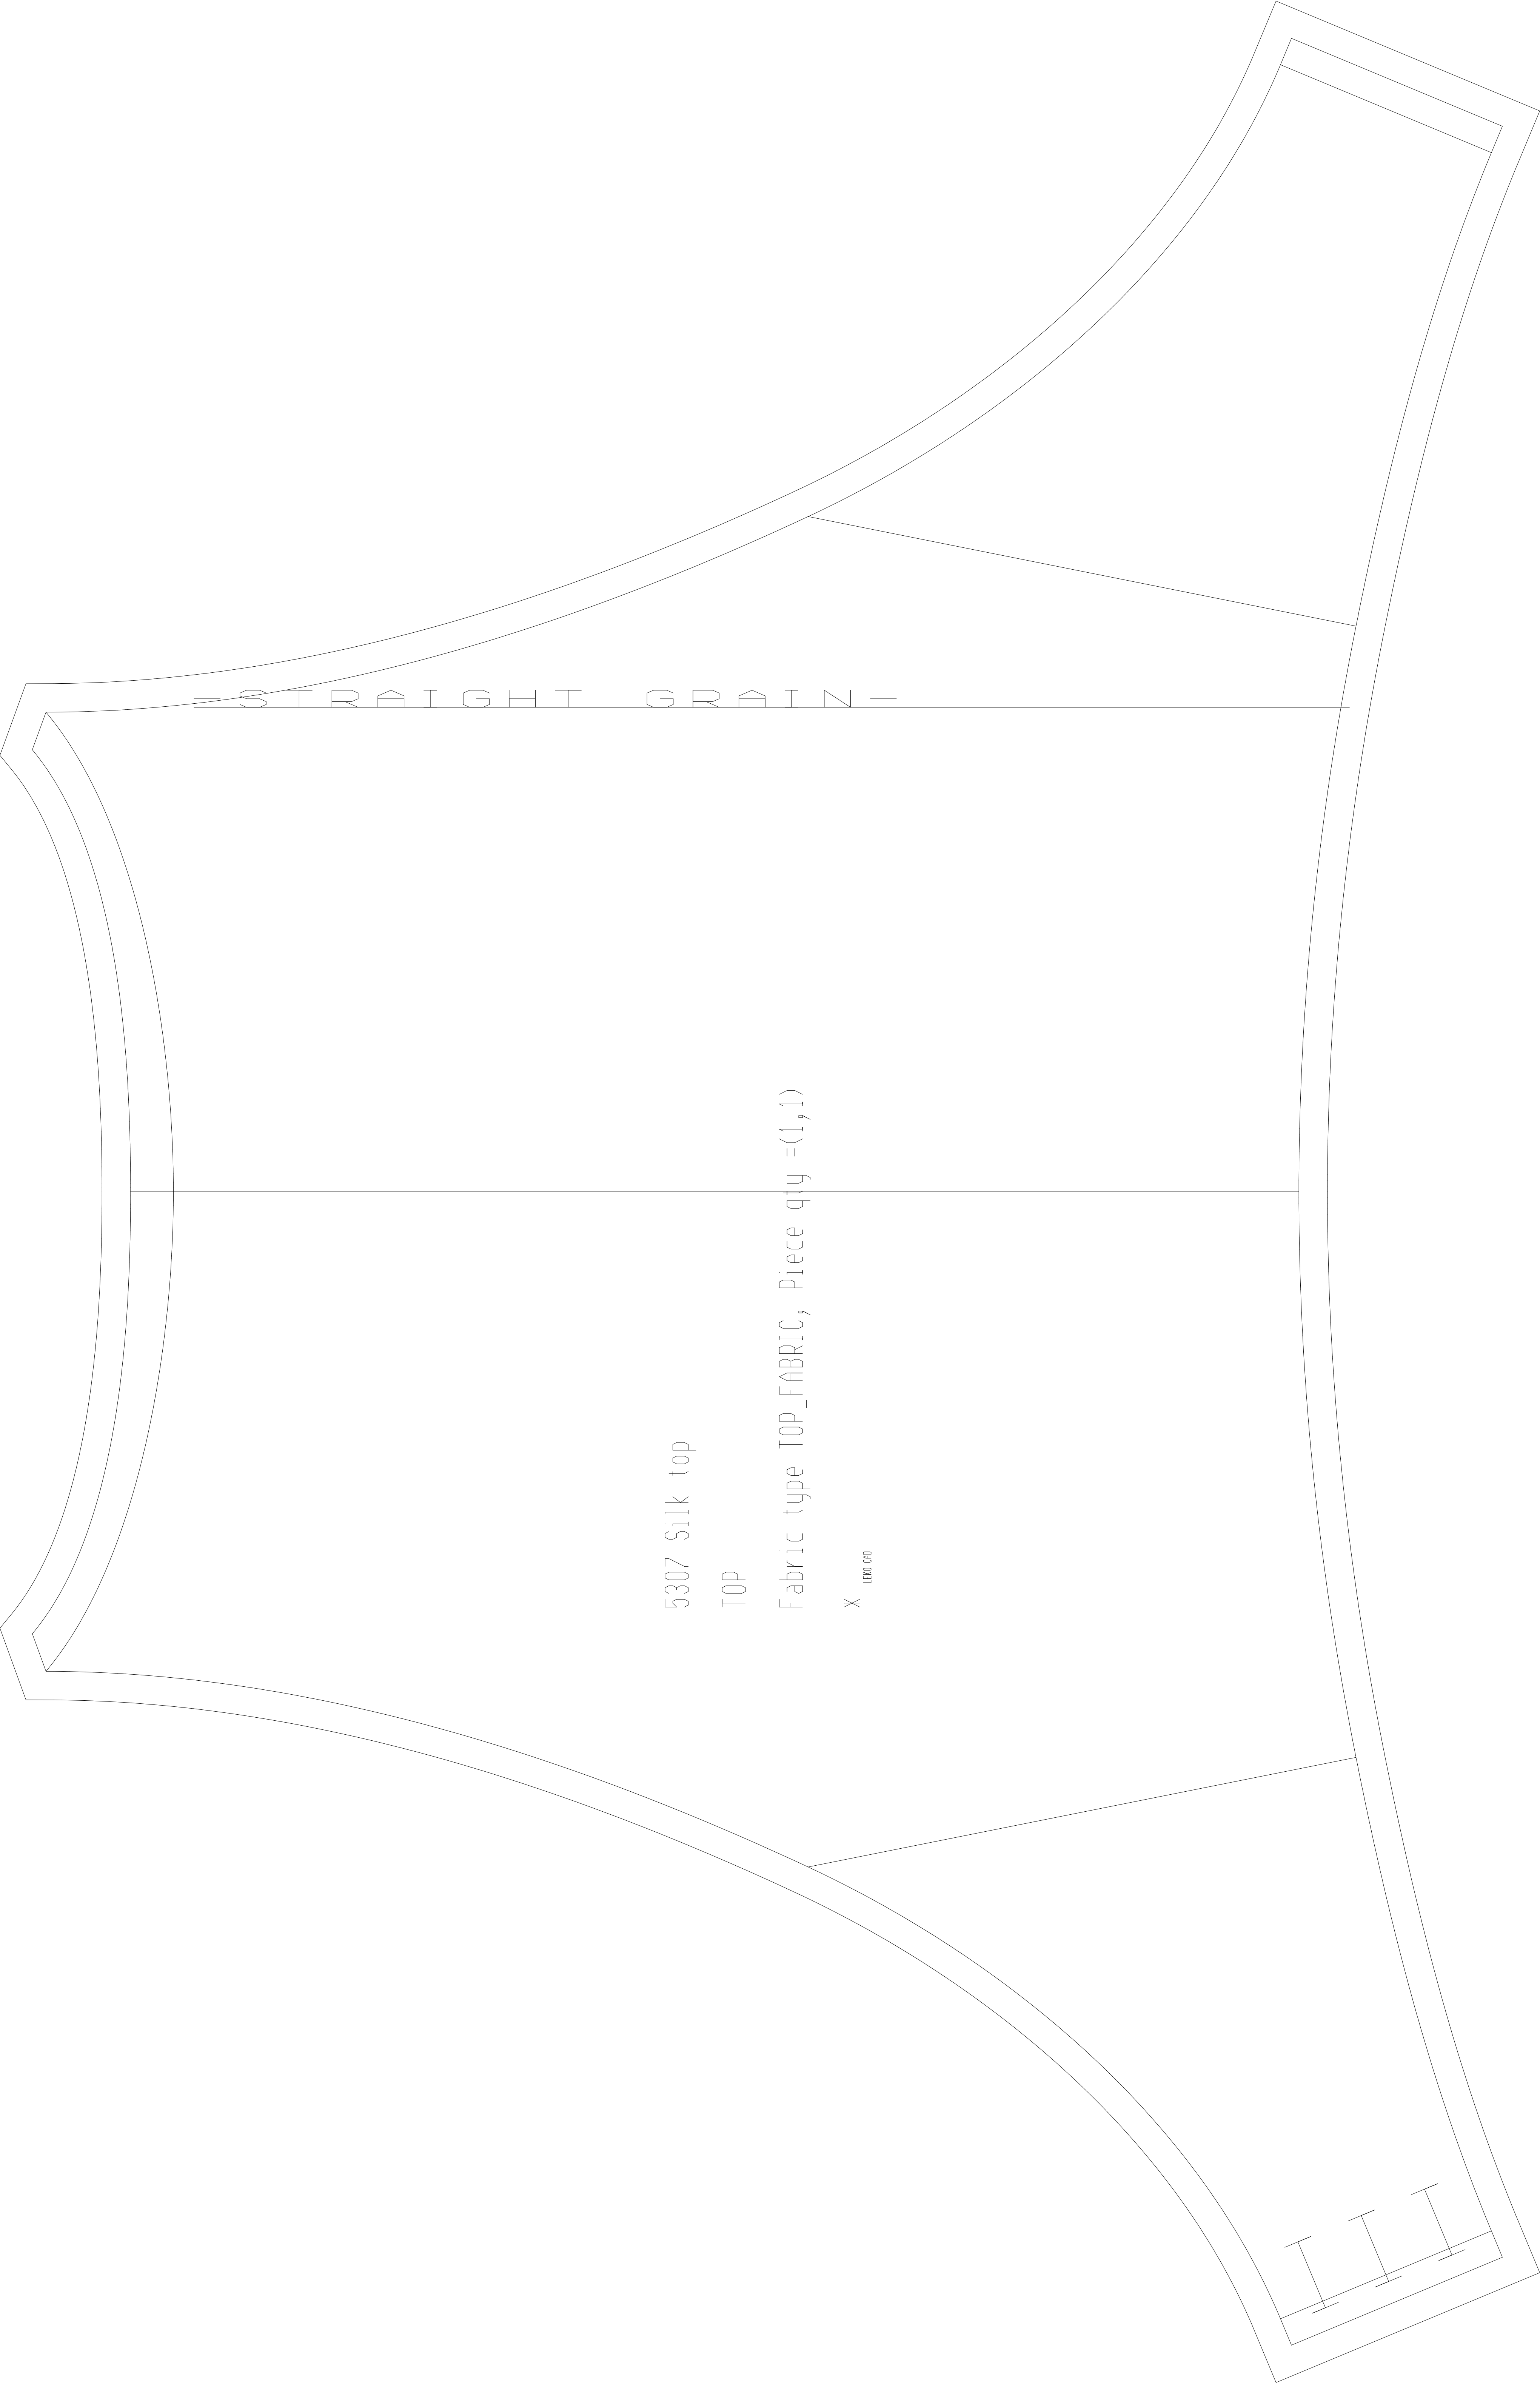 -STRAIGHT GRAIN-
5307 Silk top
TOP
Fabric type TOP_FABRIC, Piece qty =(1,1)
* LEKO CAD